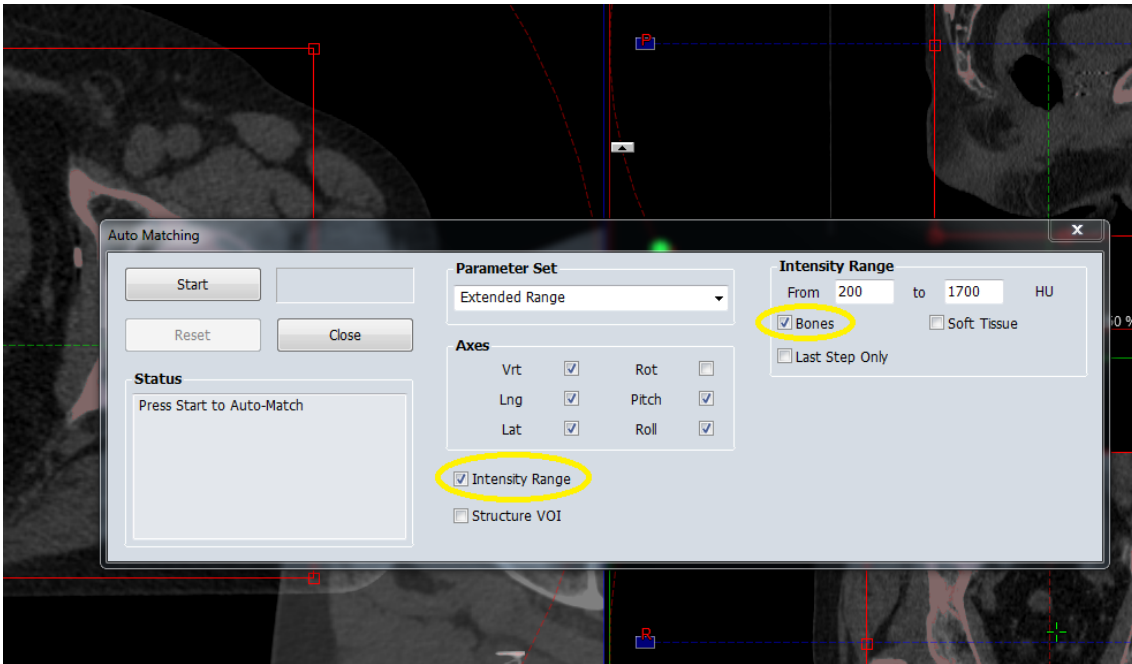 P
Auto Matching
x
Start
Reset
Close
Status
Press Start to Auto-Match
Parameter Set
Extended Range
Axes
Vrt
Rot
Lng
Pitch
Lat
Roll
Intensity Range
Structure VOI
Intensity Range
From 200 to 1700 HU
Bones
Soft Tissue
Last Step Only
R